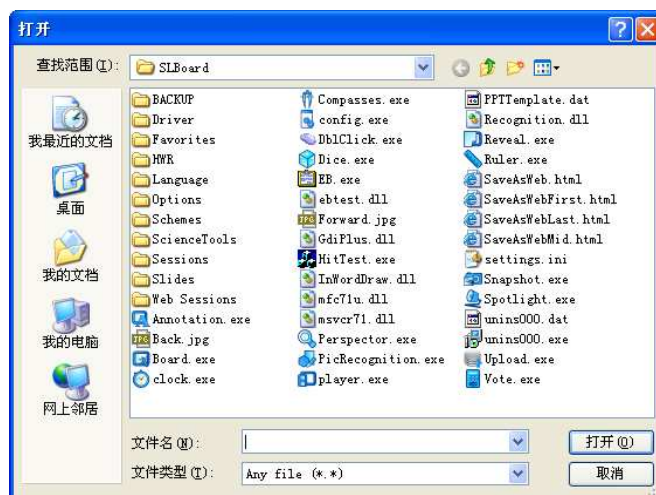 打开
查找范围(I): SLBoard
我最近的文档
桌面
我的文档
我的电脑
网上邻居
BACKUP
Driver
Favorites
HWR
Language
Options
Schemes
ScienceTools
Sessions
Slides
Web Sessions
Annotation.exe
Back.jpg
Board.exe
clock.exe
Compasses.exe
config.exe
DblClick.exe
Dice.exe
EB.exe
ebtest.dll
Forward.jpg
GdiPlus.dll
HitTest.exe
InWordDraw.dll
mfc71u.dll
msvcr71.dll
Perspector.exe
PicRecognition.exe
player.exe
PPTTemplate.dat
Recognition.dll
Reveal.exe
Ruler.exe
SaveAsWeb.html
SaveAsWebFirst.html
SaveAsWebLast.html
SaveAsWebMid.html
settings.ini
Snapshot.exe
Spotlight.exe
unins000.dat
unins000.exe
Upload.exe
Vote.exe
文件名(N): 打开(O)
文件类型(T): Any file (*.*) 取消